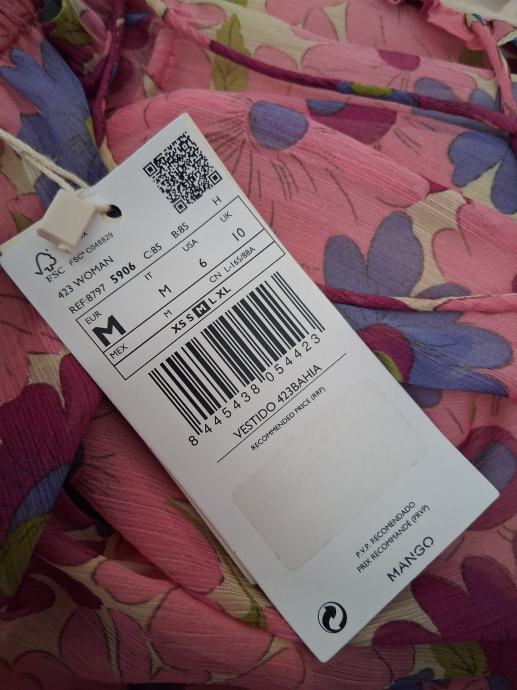 FSC® C048829
FSC
423 WOMAN C:85 B:85 H
REF:8797 5906
EUR IT USA UK
M M 6 10
MEX M CN L-165/88A
XS S M L XL
8 445438 054423
VESTIDO 423BAHIA
RECOMMENDED PRICE (RRP)
P.V.P. RECOMENDADO
PRIX RECOMMANDÉ (PRVP)
MANGO